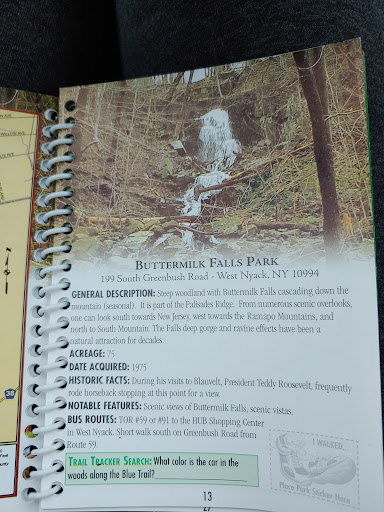 BUTTERMILK FALLS PARK
199 South Greenbush Road - West Nyack, NY 10994
GENERAL DESCRIPTION: Steep woodland with Buttermilk Falls cascading down the
mountain (seasonal). It is part of the Palisades Ridge. From numerous scenic overlooks,
one can look south towards New Jersey, west towards the Ramapo Mountains, and
north to South Mountain. The Falls deep gorge and ravine effects have been a
natural attraction for decades.
ACREAGE: 75
DATE ACQUIRED: 1975
HISTORIC FACTS: During his visits to Blauvelt, President Teddy Roosevelt, frequently
rode horseback stopping at this point for a view.
NOTABLE FEATURES: Scenic views of Buttermilk Falls, scenic vistas.
BUS ROUTES: TOR #59 or #91 to the HUB Shopping Center
in West Nyack. Short walk south on Greenbush Road from
Route 59.
TRAIL TRACKER SEARCH: What color is the car in the
woods along the Blue Trail?
I WALKED
Place Park Sticker Here
13